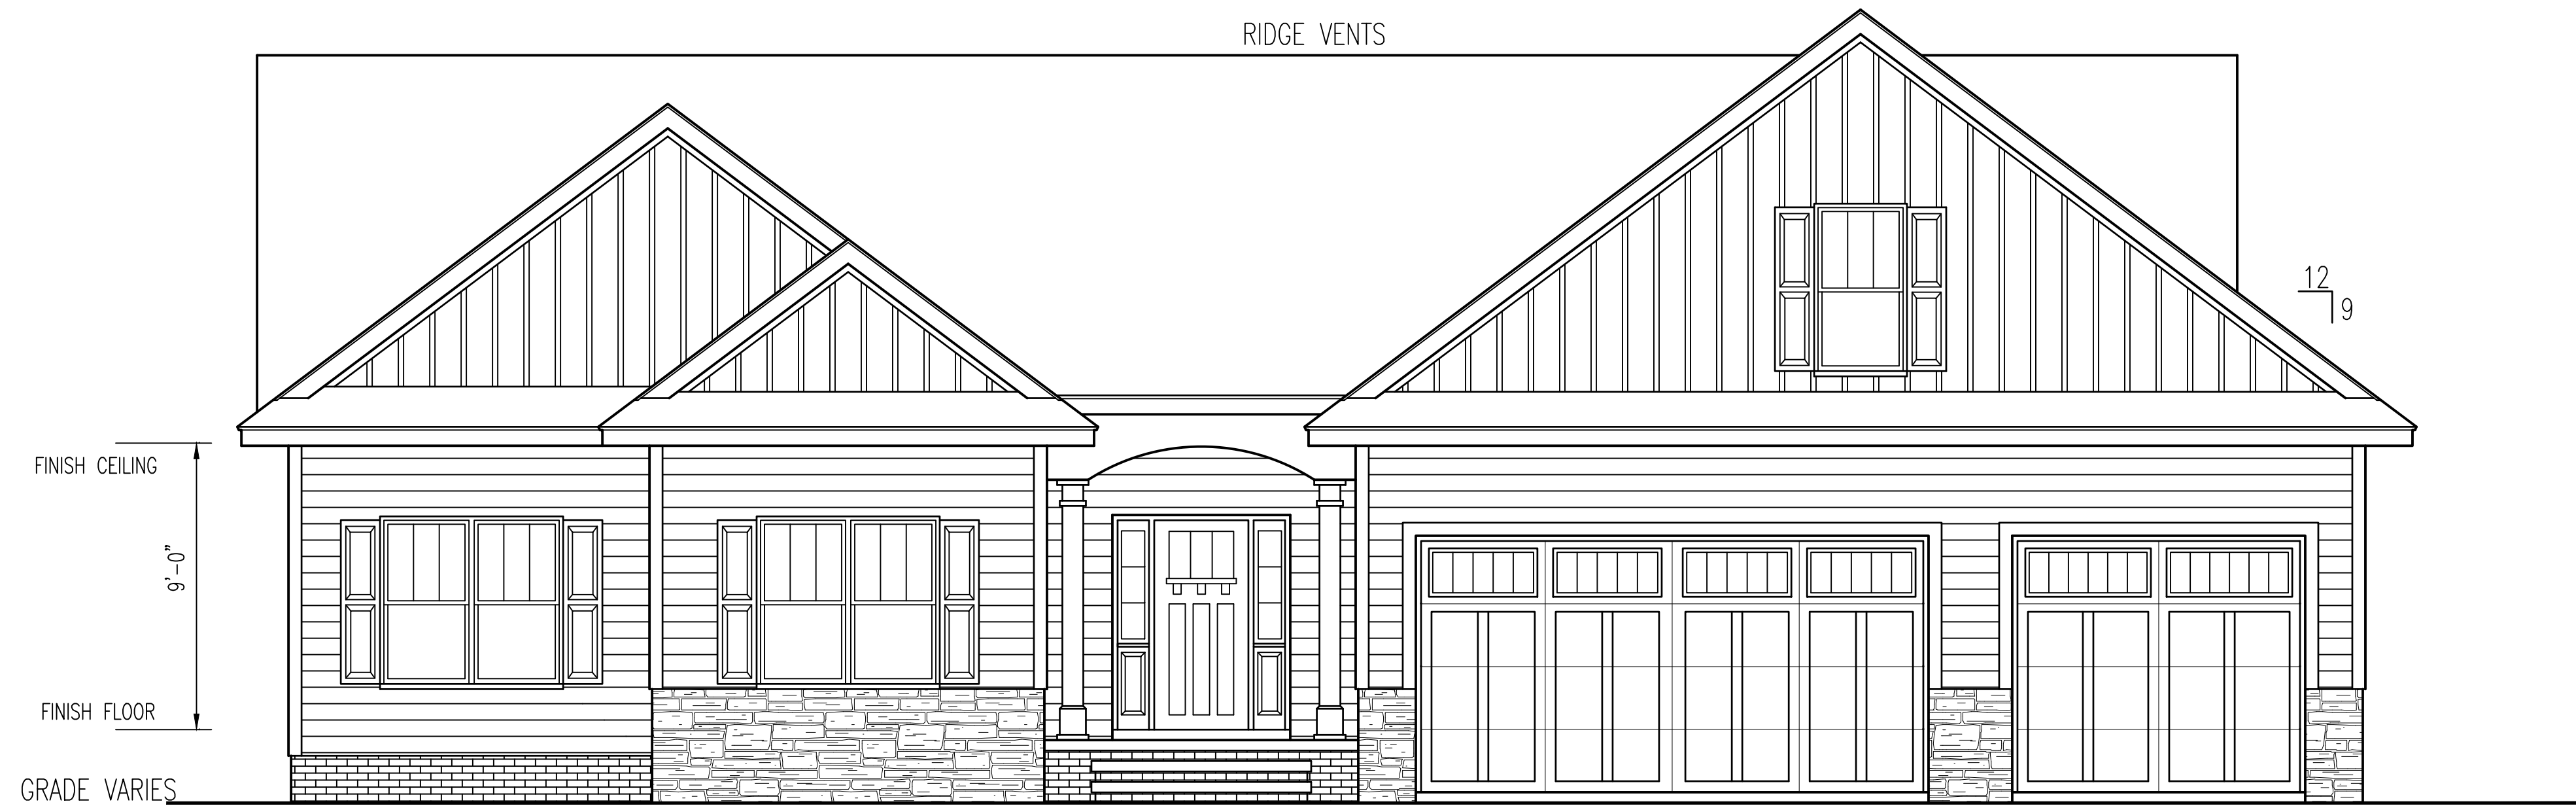 RIDGE VENTS
12
9
FINISH CEILING
9'-0"
FINISH FLOOR
GRADE VARIES